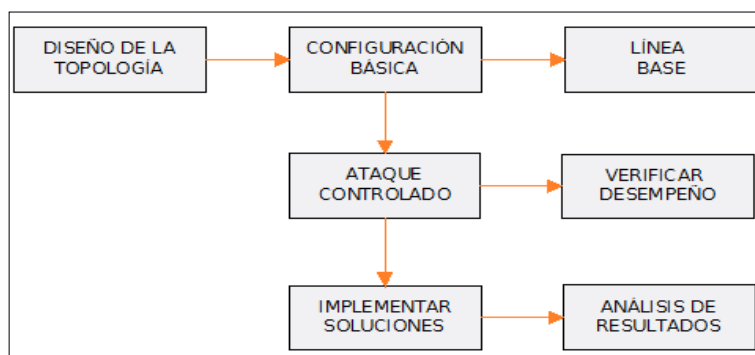 DISEÑO DE LA
TOPOLOGÍA
CONFIGURACIÓN
BÁSICA
LÍNEA
BASE
ATAQUE
CONTROLADO
VERIFICAR
DESEMPEÑO
IMPLEMENTAR
SOLUCIONES
ANÁLISIS DE
RESULTADOS